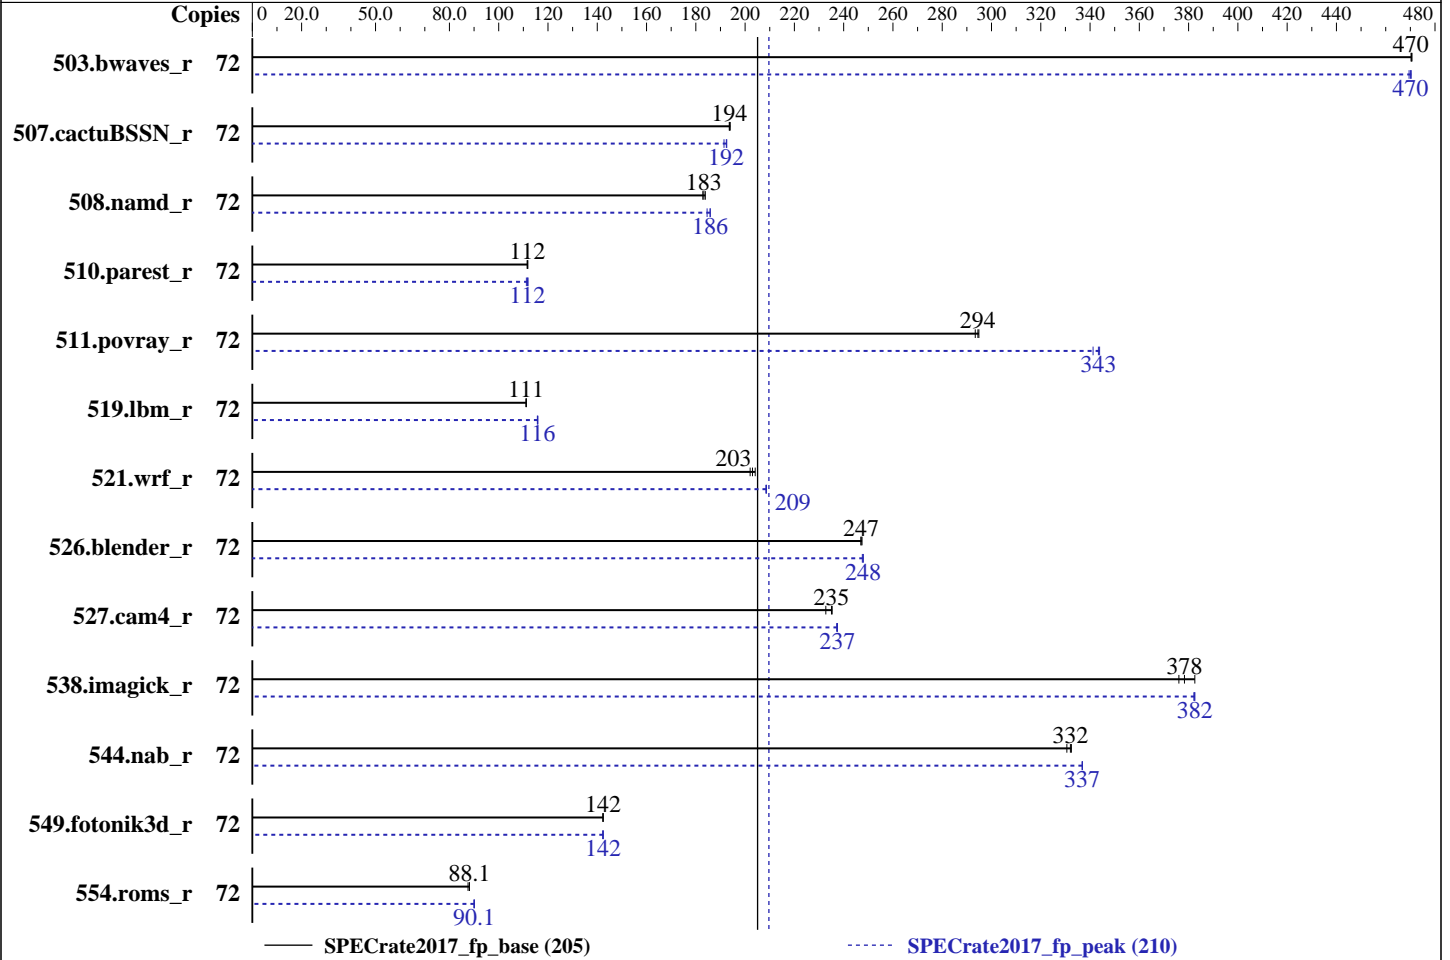 Copies 0 20.0 50.0 80.0 100 120 140 160 180 200 220 240 260 280 300 320 340 360 380 400 420 440 480
503.bwaves_r 72 470
470
507.cactuBSSN_r 72 194
192
508.namd_r 72 183
186
510.parest_r 72 112
112
511.povray_r 72 294
343
519.lbm_r 72 111
116
521.wrf_r 72 203
209
526.blender_r 72 247
248
527.cam4_r 72 235
237
538.imagick_r 72 378
382
544.nab_r 72 332
337
549.fotonik3d_r 72 142
142
554.roms_r 72 88.1
90.1
SPECrate2017_fp_base (205) SPECrate2017_fp_peak (210)